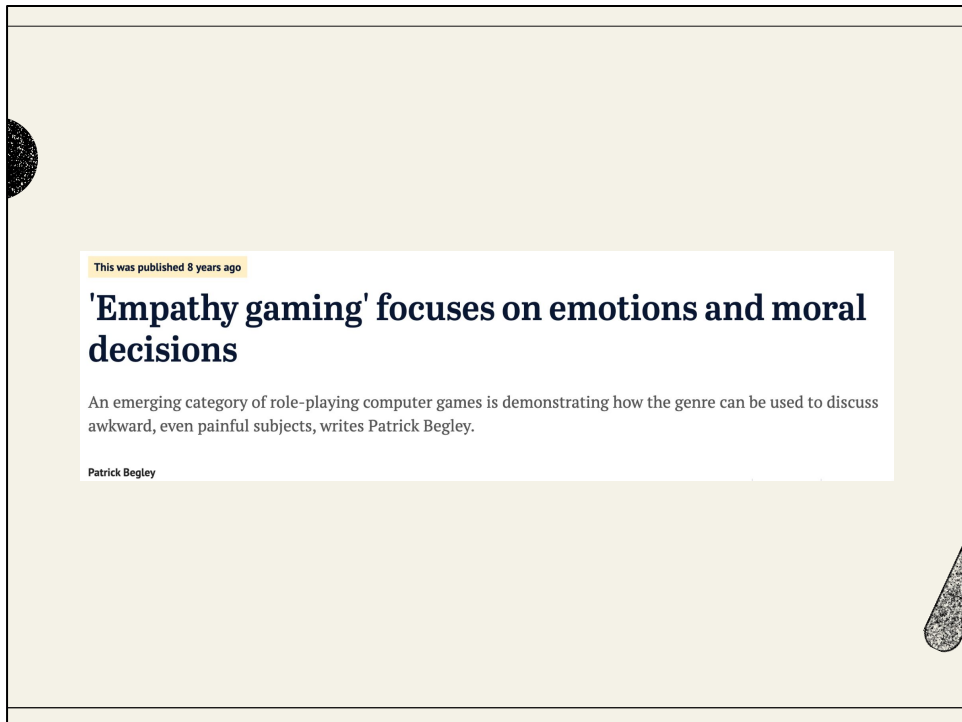 This was published 8 years ago
'Empathy gaming' focuses on emotions and moral
decisions
An emerging category of role-playing computer games is demonstrating how the genre can be used to discuss
awkward, even painful subjects, writes Patrick Begley.
Patrick Begley